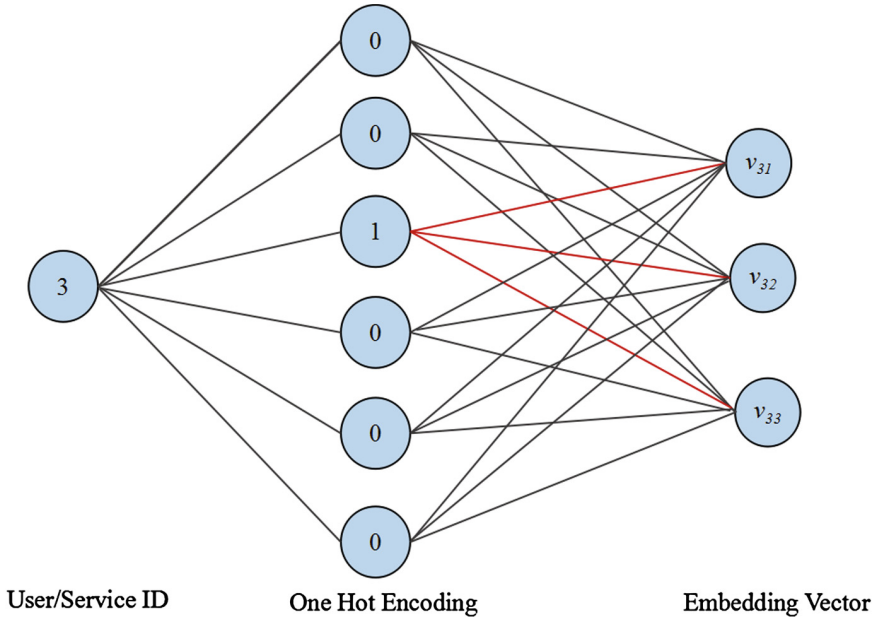 3
0
0
1
0
0
0
v31
v32
v33
User/Service ID
One Hot Encoding
Embedding Vector